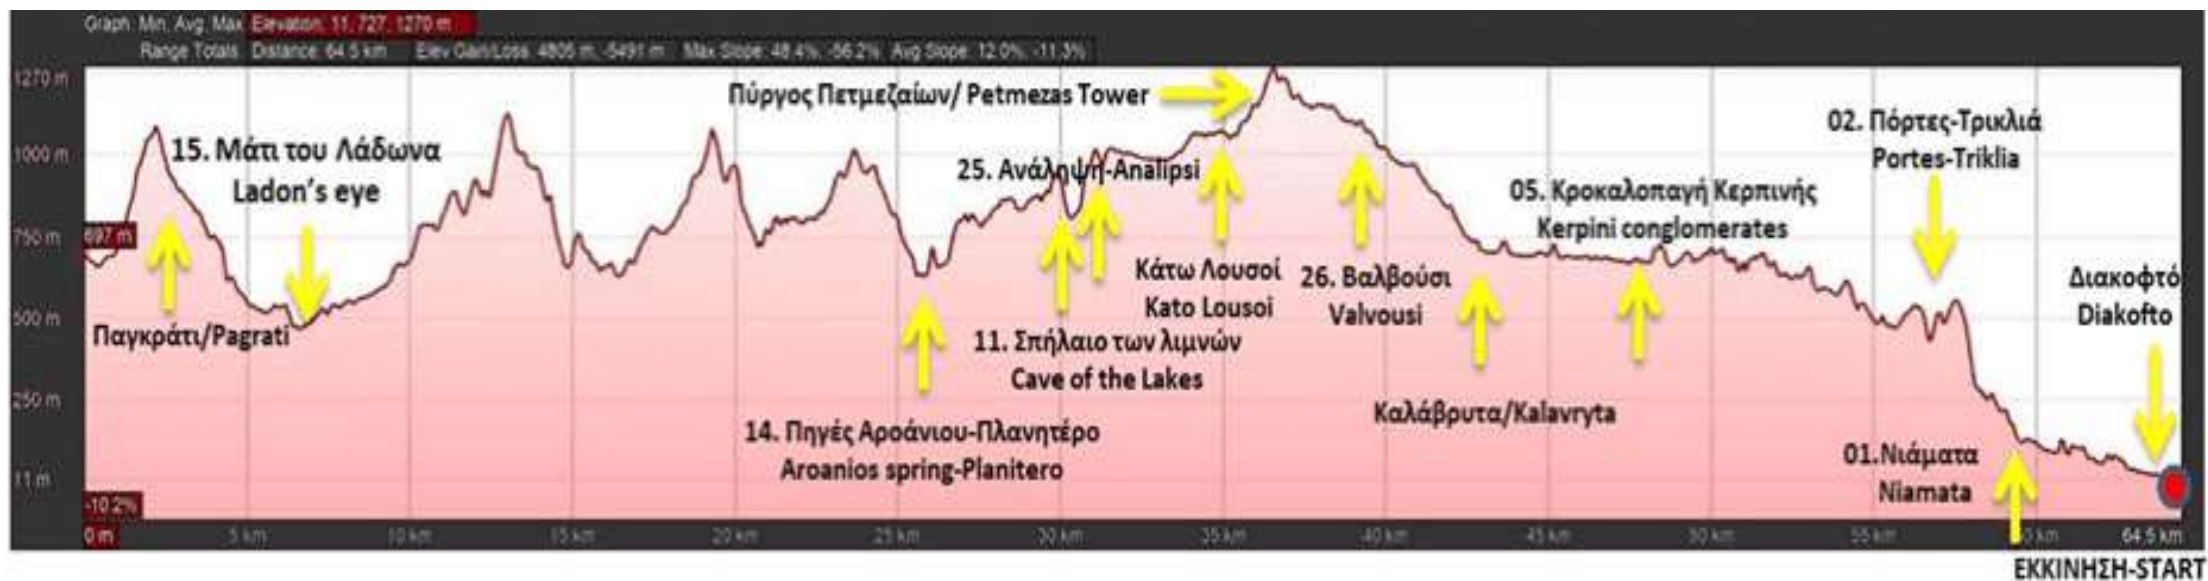 Graph: Min, Avg, Max Elevation: 11, 727, 1270 m
Range Totals: Distance: 64.5 km Elev Gain/Loss: 4805 m, -5491 m Max Slope: 48.4%, -56.2% Avg Slope: 12.0%, -11.3%
1270 m
1000 m
750 m
500 m
250 m
11 m
697 m
-10.2%
Πύργος Πετμεζαίων/ Petmezas Tower
15. Μάτι του Λάδωνα
Ladon's eye
25. Ανάληψη-Analipsi
02. Πόρτες-Τρικλιά
Portes-Triklia
05. Κροκαλοπαγή Κερπινής
Kerpini conglomerates
Κάτω Λουσοί
Kato Lousoi
26. Βαλβούσι
Valvousi
Διακοφτό
Diakofto
Παγκράτι/Pagrati
11. Σπήλαιο των λιμνών
Cave of the Lakes
Καλάβρυτα/Kalavryta
14. Πηγές Αροάνιου-Πλανητέρο
Aroanios spring-Planitero
01.Νιάματα
Niamata
0 m 5 km 10 km 15 km 20 km 25 km 30 km 35 km 40 km 45 km 50 km 55 km 60 km 64.5 km
ΕΚΚΙΝΗΣΗ-START